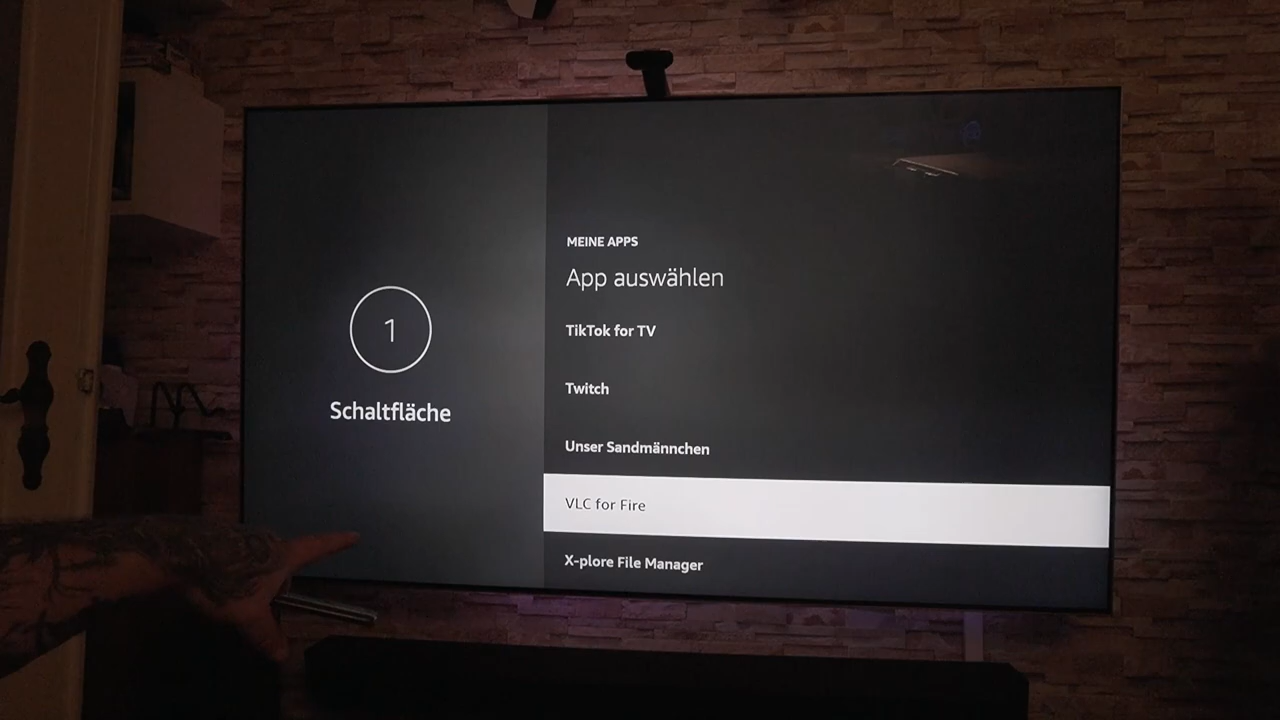 1
Schaltfläche
MEINE APPS
App auswählen
TikTok for TV
Twitch
Unser Sandmännchen
VLC for Fire
X-plore File Manager